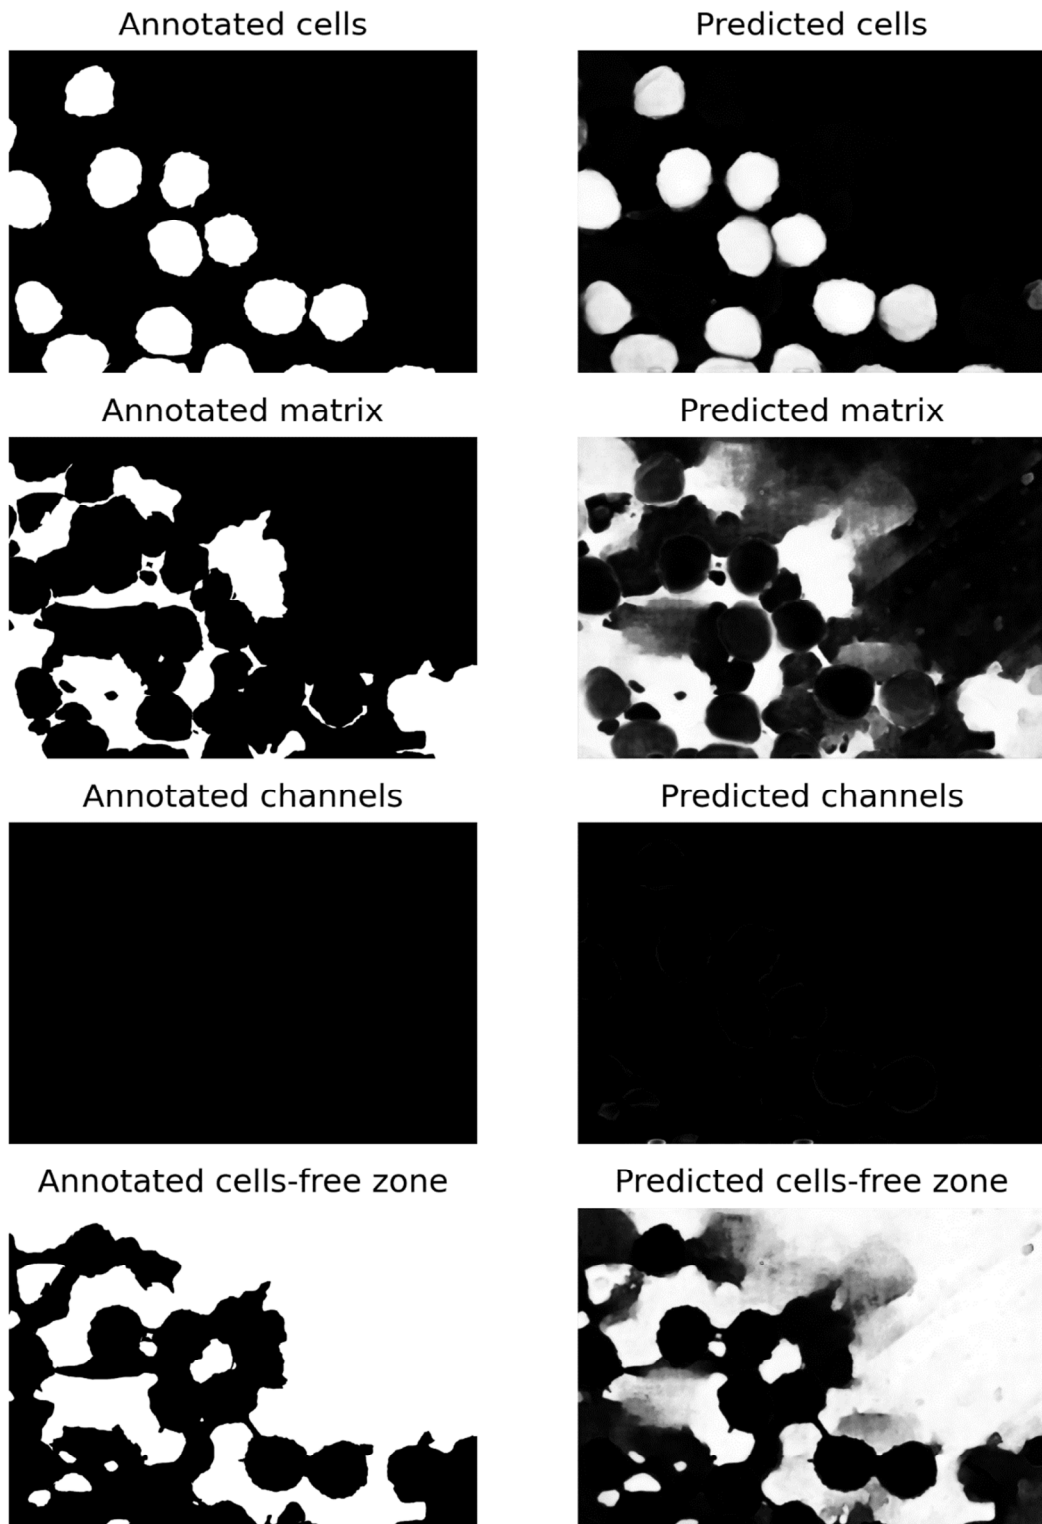 Annotated cells
Predicted cells
Annotated matrix
Predicted matrix
Annotated channels
Predicted channels
Annotated cells-free zone
Predicted cells-free zone